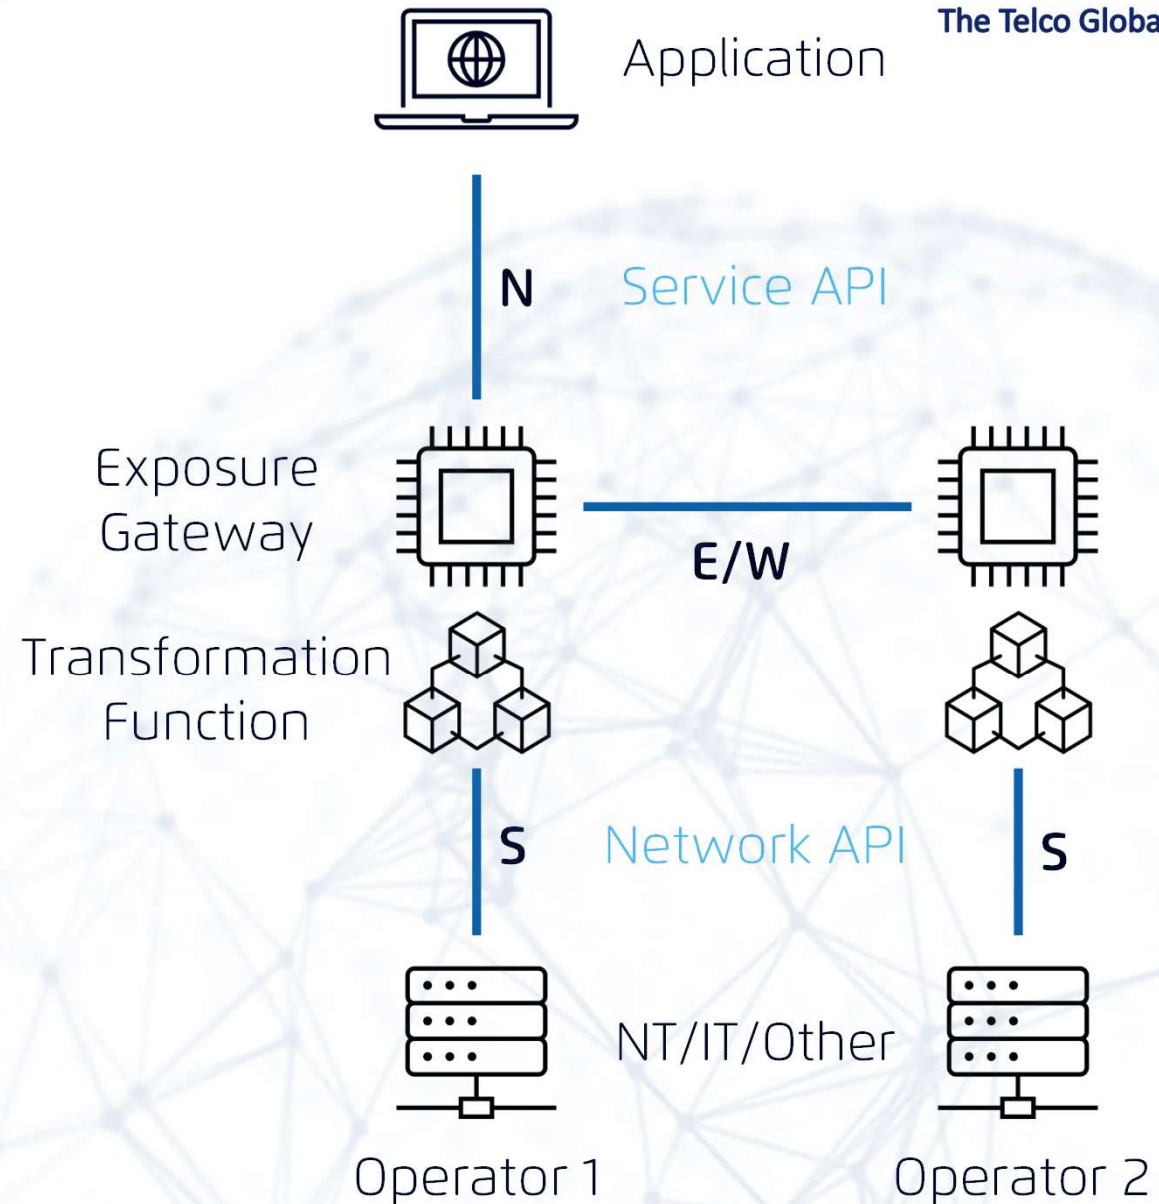 The Telco Globa
Application
N
Service API
Exposure
Gateway
E/W
Transformation
Function
S
Network API
S
NT/IT/Other
Operator 1
Operator 2